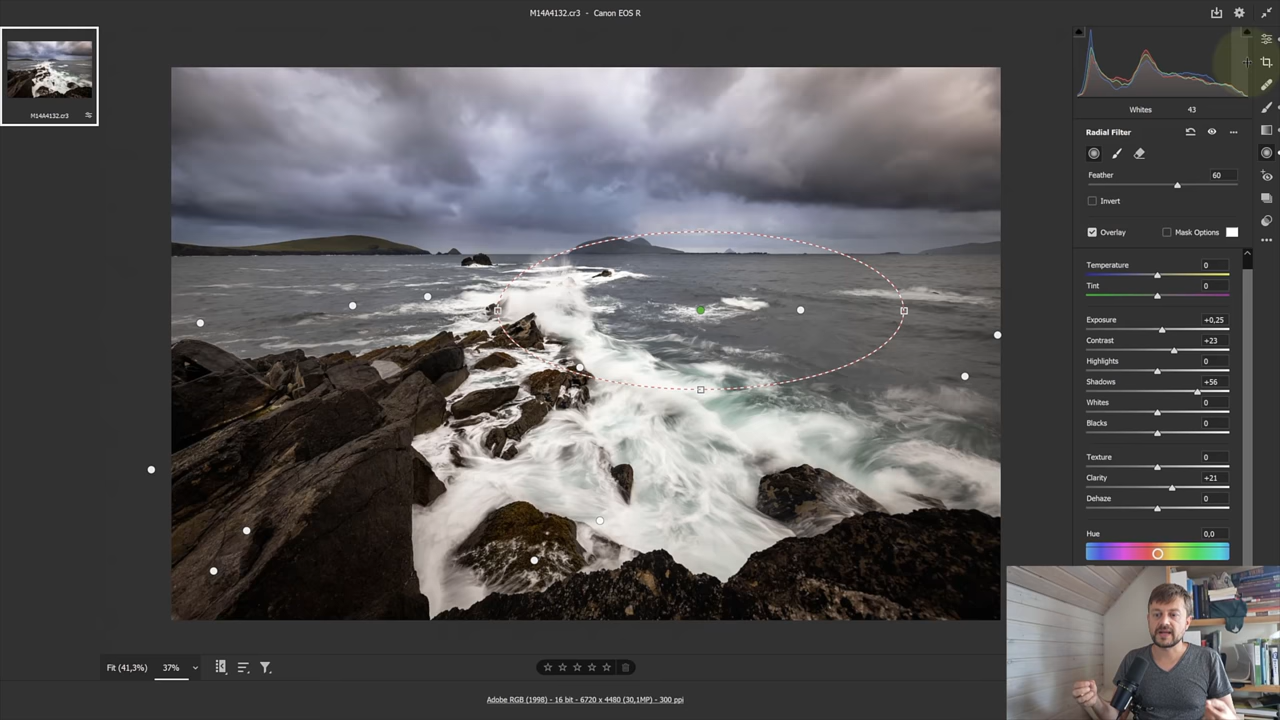 M14A4132.cr3 - Canon EOS R
M14A4132.cr3
Whites 43
Radial Filter
Feather 60
Invert
Overlay Mask Options
Temperature 0
Tint 0
Exposure +0,25
Contrast +23
Highlights 0
Shadows +56
Whites 0
Blacks 0
Texture 0
Clarity +21
Dehaze 0
Hue 0,0
Fit (41,3%) 37%
Adobe RGB (1998) - 16 bit - 6720 x 4480 (30,1MP) - 300 ppi